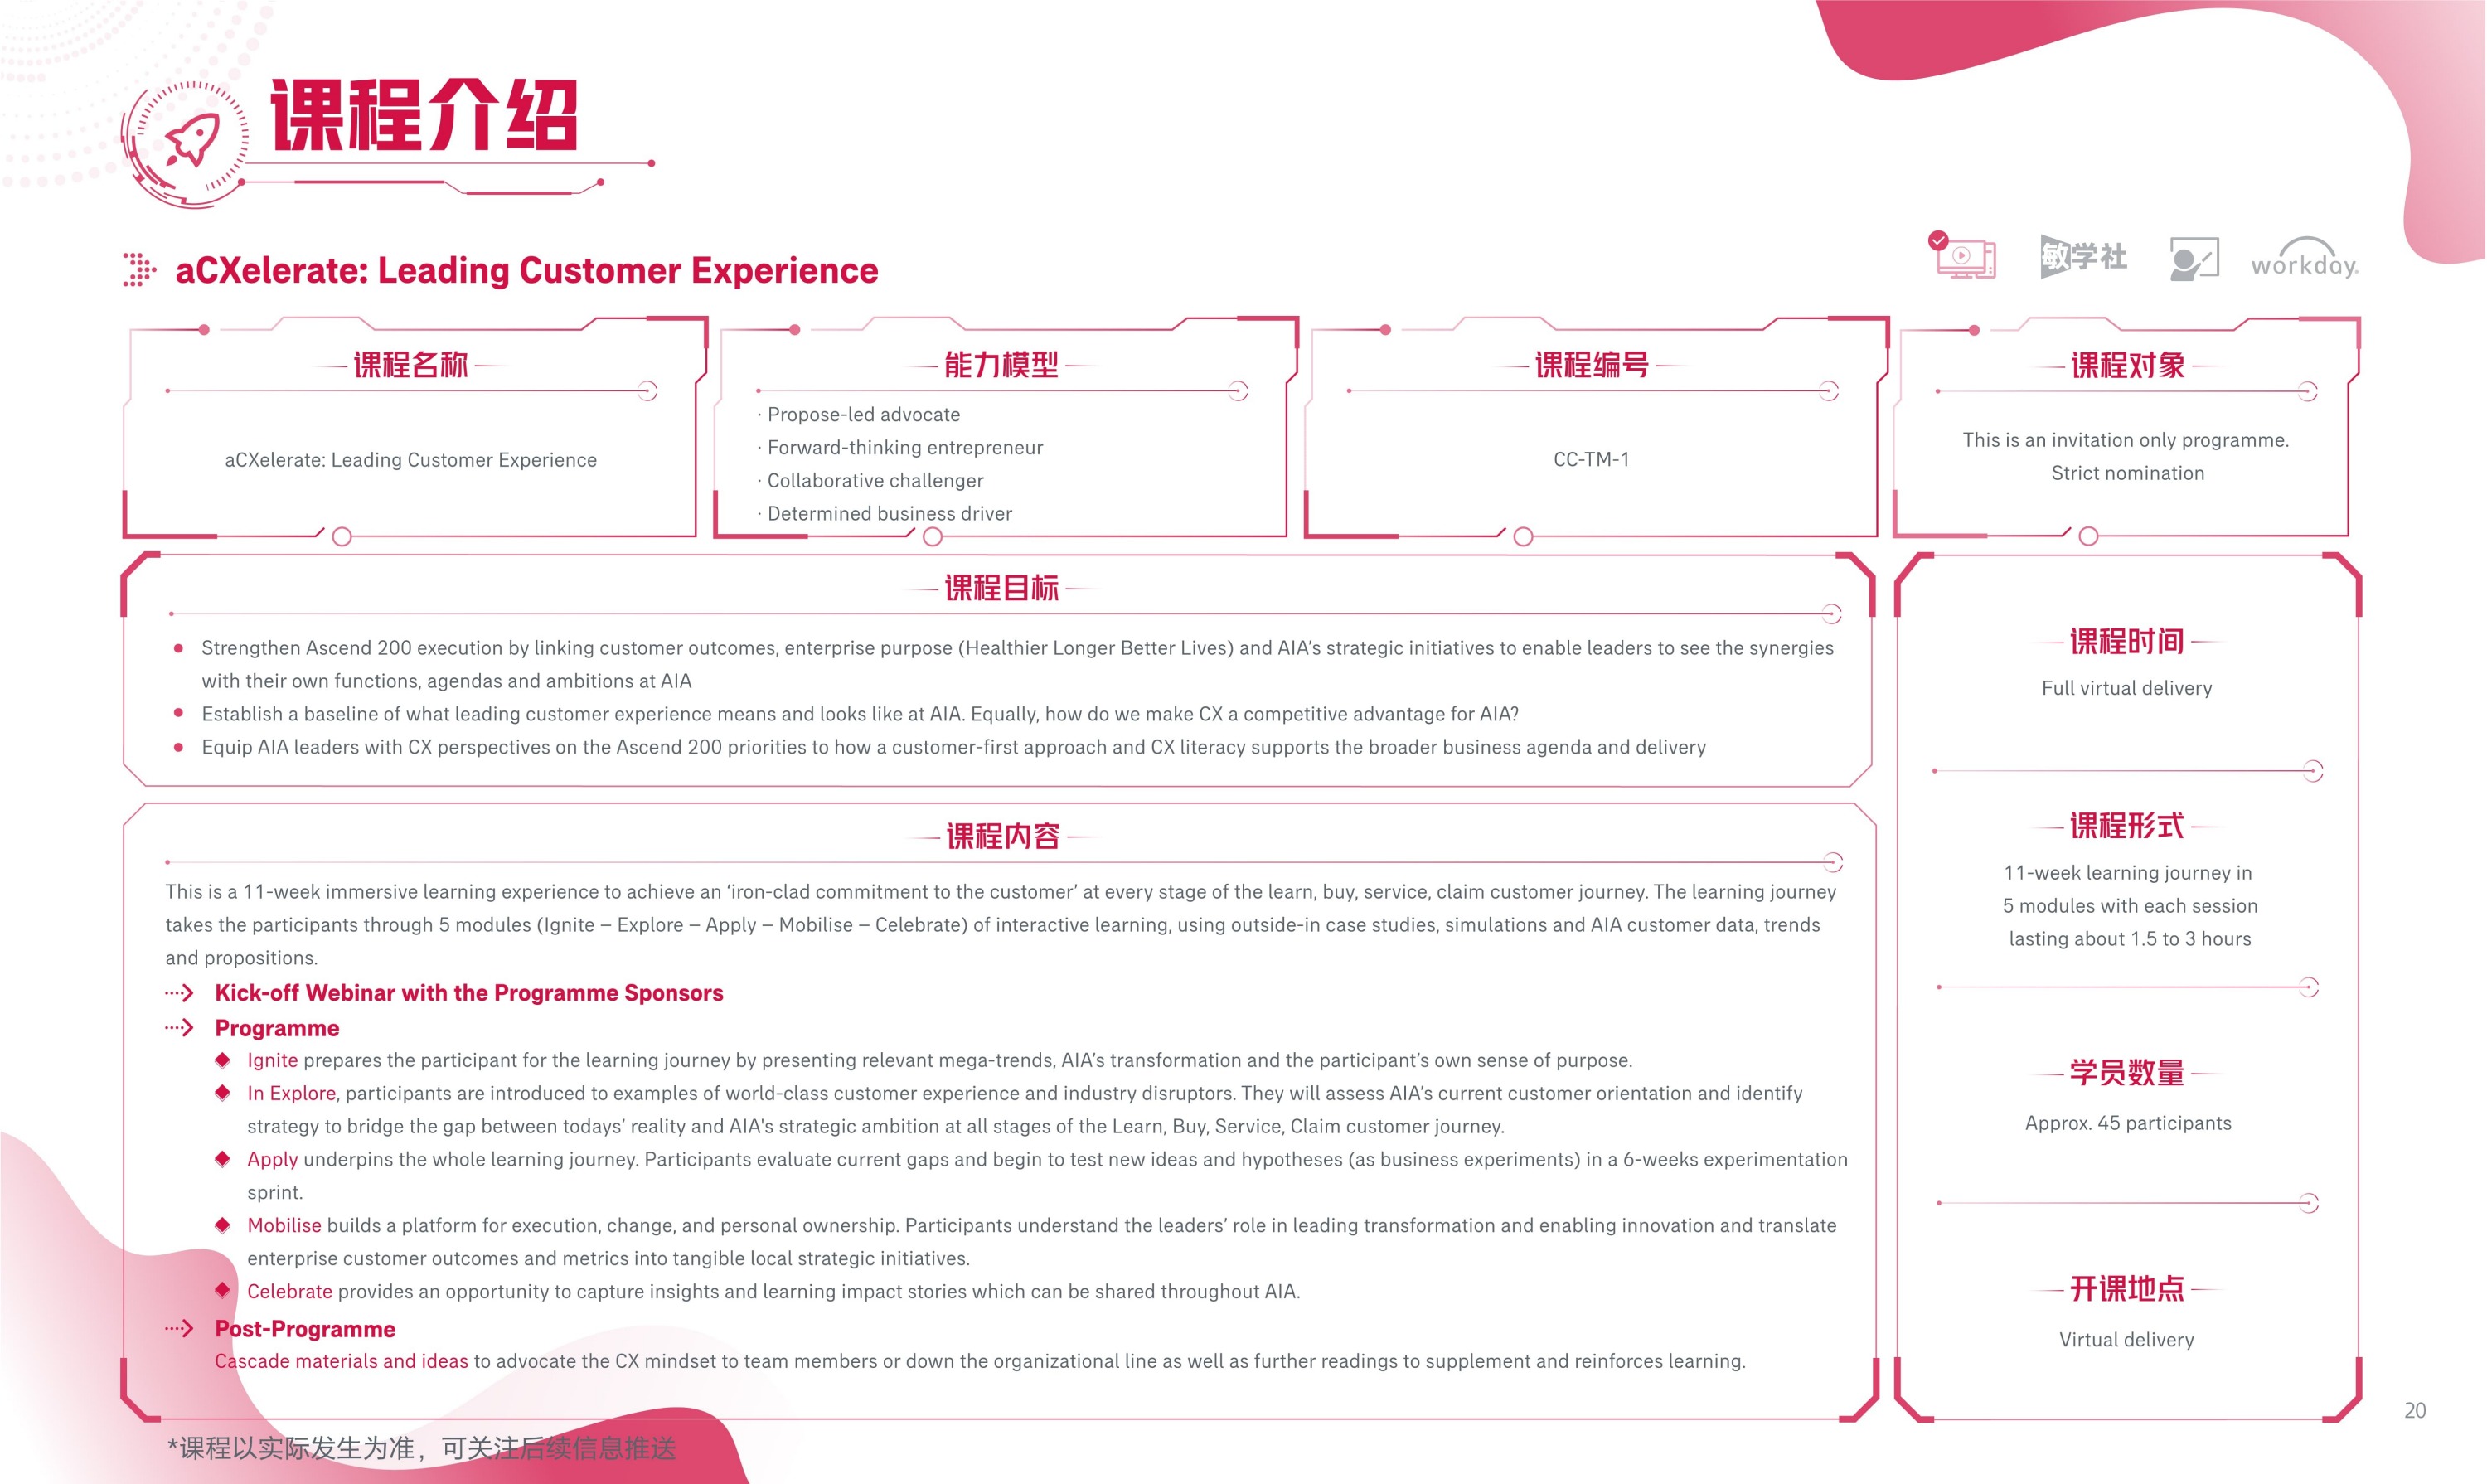 课程介绍
aCXelerate: Leading Customer Experience
敏学社
workday.
课程名称
aCXelerate: Leading Customer Experience
能力模型
· Propose-led advocate
· Forward-thinking entrepreneur
· Collaborative challenger
· Determined business driver
课程编号
CC-TM-1
课程对象
This is an invitation only programme.
Strict nomination
课程目标
Strengthen Ascend 200 execution by linking customer outcomes, enterprise purpose (Healthier Longer Better Lives) and AIA’s strategic initiatives to enable leaders to see the synergies
with their own functions, agendas and ambitions at AIA
Establish a baseline of what leading customer experience means and looks like at AIA. Equally, how do we make CX a competitive advantage for AIA?
Equip AIA leaders with CX perspectives on the Ascend 200 priorities to how a customer-first approach and CX literacy supports the broader business agenda and delivery
课程内容
This is a 11-week immersive learning experience to achieve an ‘iron-clad commitment to the customer’ at every stage of the learn, buy, service, claim customer journey. The learning journey
takes the participants through 5 modules (Ignite – Explore – Apply – Mobilise – Celebrate) of interactive learning, using outside-in case studies, simulations and AIA customer data, trends
and propositions.
Kick-off Webinar with the Programme Sponsors
Programme
Ignite prepares the participant for the learning journey by presenting relevant mega-trends, AIA’s transformation and the participant’s own sense of purpose.
In Explore, participants are introduced to examples of world-class customer experience and industry disruptors. They will assess AIA’s current customer orientation and identify
strategy to bridge the gap between todays’ reality and AIA's strategic ambition at all stages of the Learn, Buy, Service, Claim customer journey.
Apply underpins the whole learning journey. Participants evaluate current gaps and begin to test new ideas and hypotheses (as business experiments) in a 6-weeks experimentation
sprint.
Mobilise builds a platform for execution, change, and personal ownership. Participants understand the leaders’ role in leading transformation and enabling innovation and translate
enterprise customer outcomes and metrics into tangible local strategic initiatives.
Celebrate provides an opportunity to capture insights and learning impact stories which can be shared throughout AIA.
Post-Programme
Cascade materials and ideas to advocate the CX mindset to team members or down the organizational line as well as further readings to supplement and reinforces learning.
课程时间
Full virtual delivery
课程形式
11-week learning journey in
5 modules with each session
lasting about 1.5 to 3 hours
学员数量
Approx. 45 participants
开课地点
Virtual delivery
*课程以实际发生为准，可关注后续信息推送
20